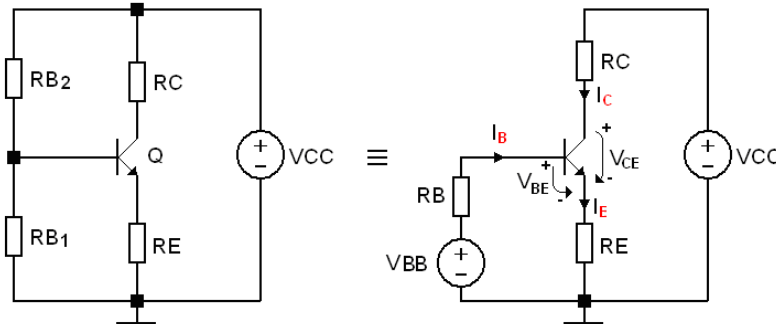 RB2
RC
Q
VCC
+
−
RB1
RE
≡
RC
IC
+
IB
+
VCE
VBE
-
-
IE
RB
RE
VBB
+
−
+
−
VCC